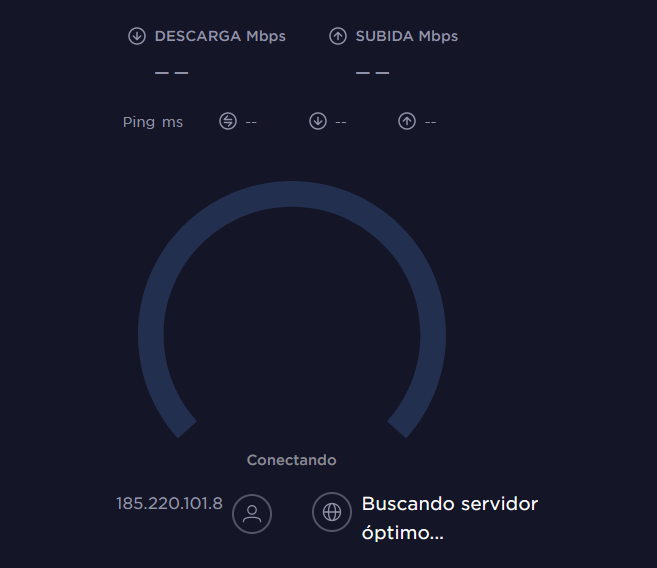 DESCARGA Mbps SUBIDA Mbps
— — — —
Ping ms -- -- --
Conectando
185.220.101.8 Buscando servidor
óptimo...